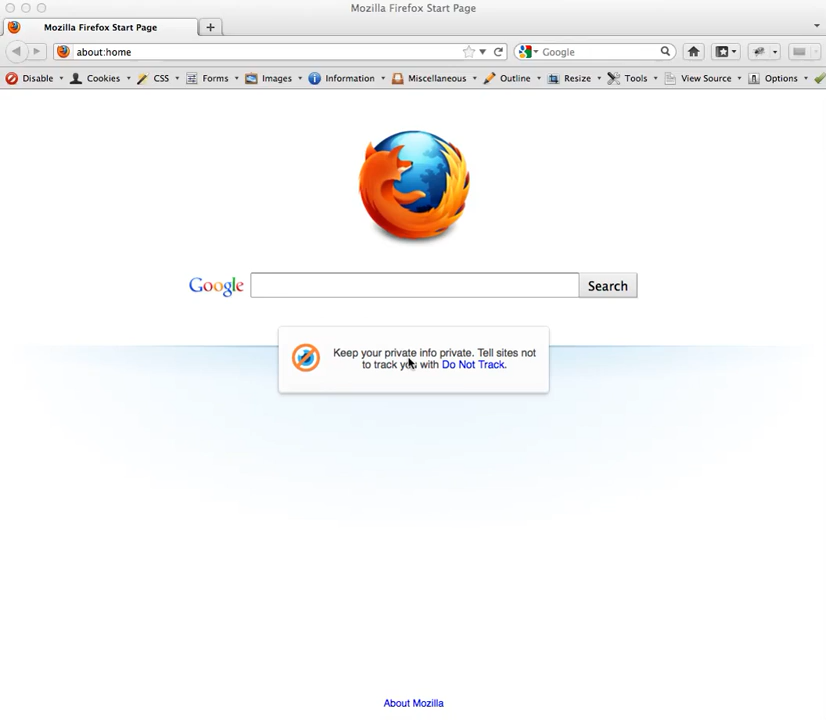 Mozilla Firefox Start Page
Mozilla Firefox Start Page
about:home
Google
Disable Cookies CSS Forms Images Information Miscellaneous Outline Resize Tools View Source Options
Google
Search
Keep your private info private. Tell sites not
to track you with Do Not Track.
About Mozilla